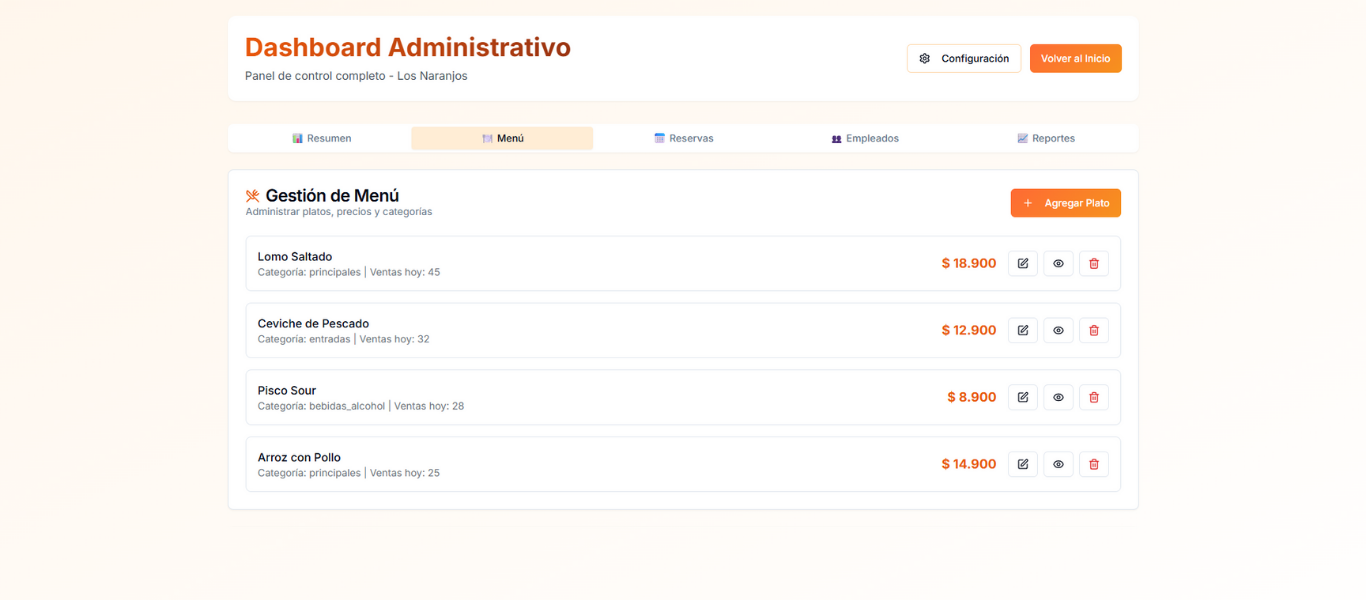 Dashboard Administrativo
Panel de control completo - Los Naranjos
Configuración
Volver al Inicio
Resumen
Menú
Reservas
Empleados
Reportes
Gestión de Menú
Administrar platos, precios y categorías
Agregar Plato
Lomo Saltado
Categoría: principales | Ventas hoy: 45
$ 18.900
Ceviche de Pescado
Categoría: entradas | Ventas hoy: 32
$ 12.900
Pisco Sour
Categoría: bebidas_alcohol | Ventas hoy: 28
$ 8.900
Arroz con Pollo
Categoría: principales | Ventas hoy: 25
$ 14.900